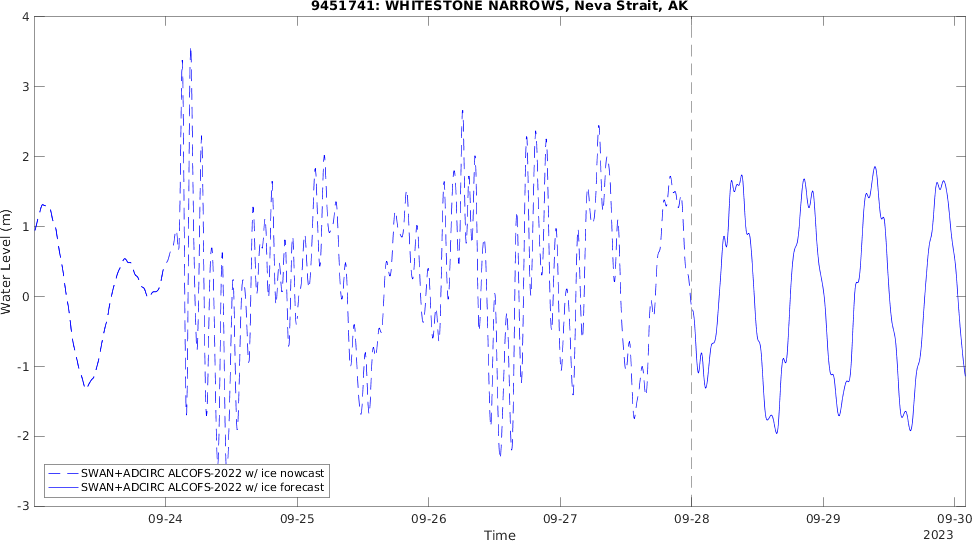 9451741: WHITESTONE NARROWS, Neva Strait, AK
4
3
2
1
0
-1
-2
-3
Water Level (m)
SWAN+ADCIRC ALCOFS-2022 w/ ice nowcast
SWAN+ADCIRC ALCOFS-2022 w/ ice forecast
09-24 09-25 09-26 09-27 09-28 09-29 09-30
2023
Time